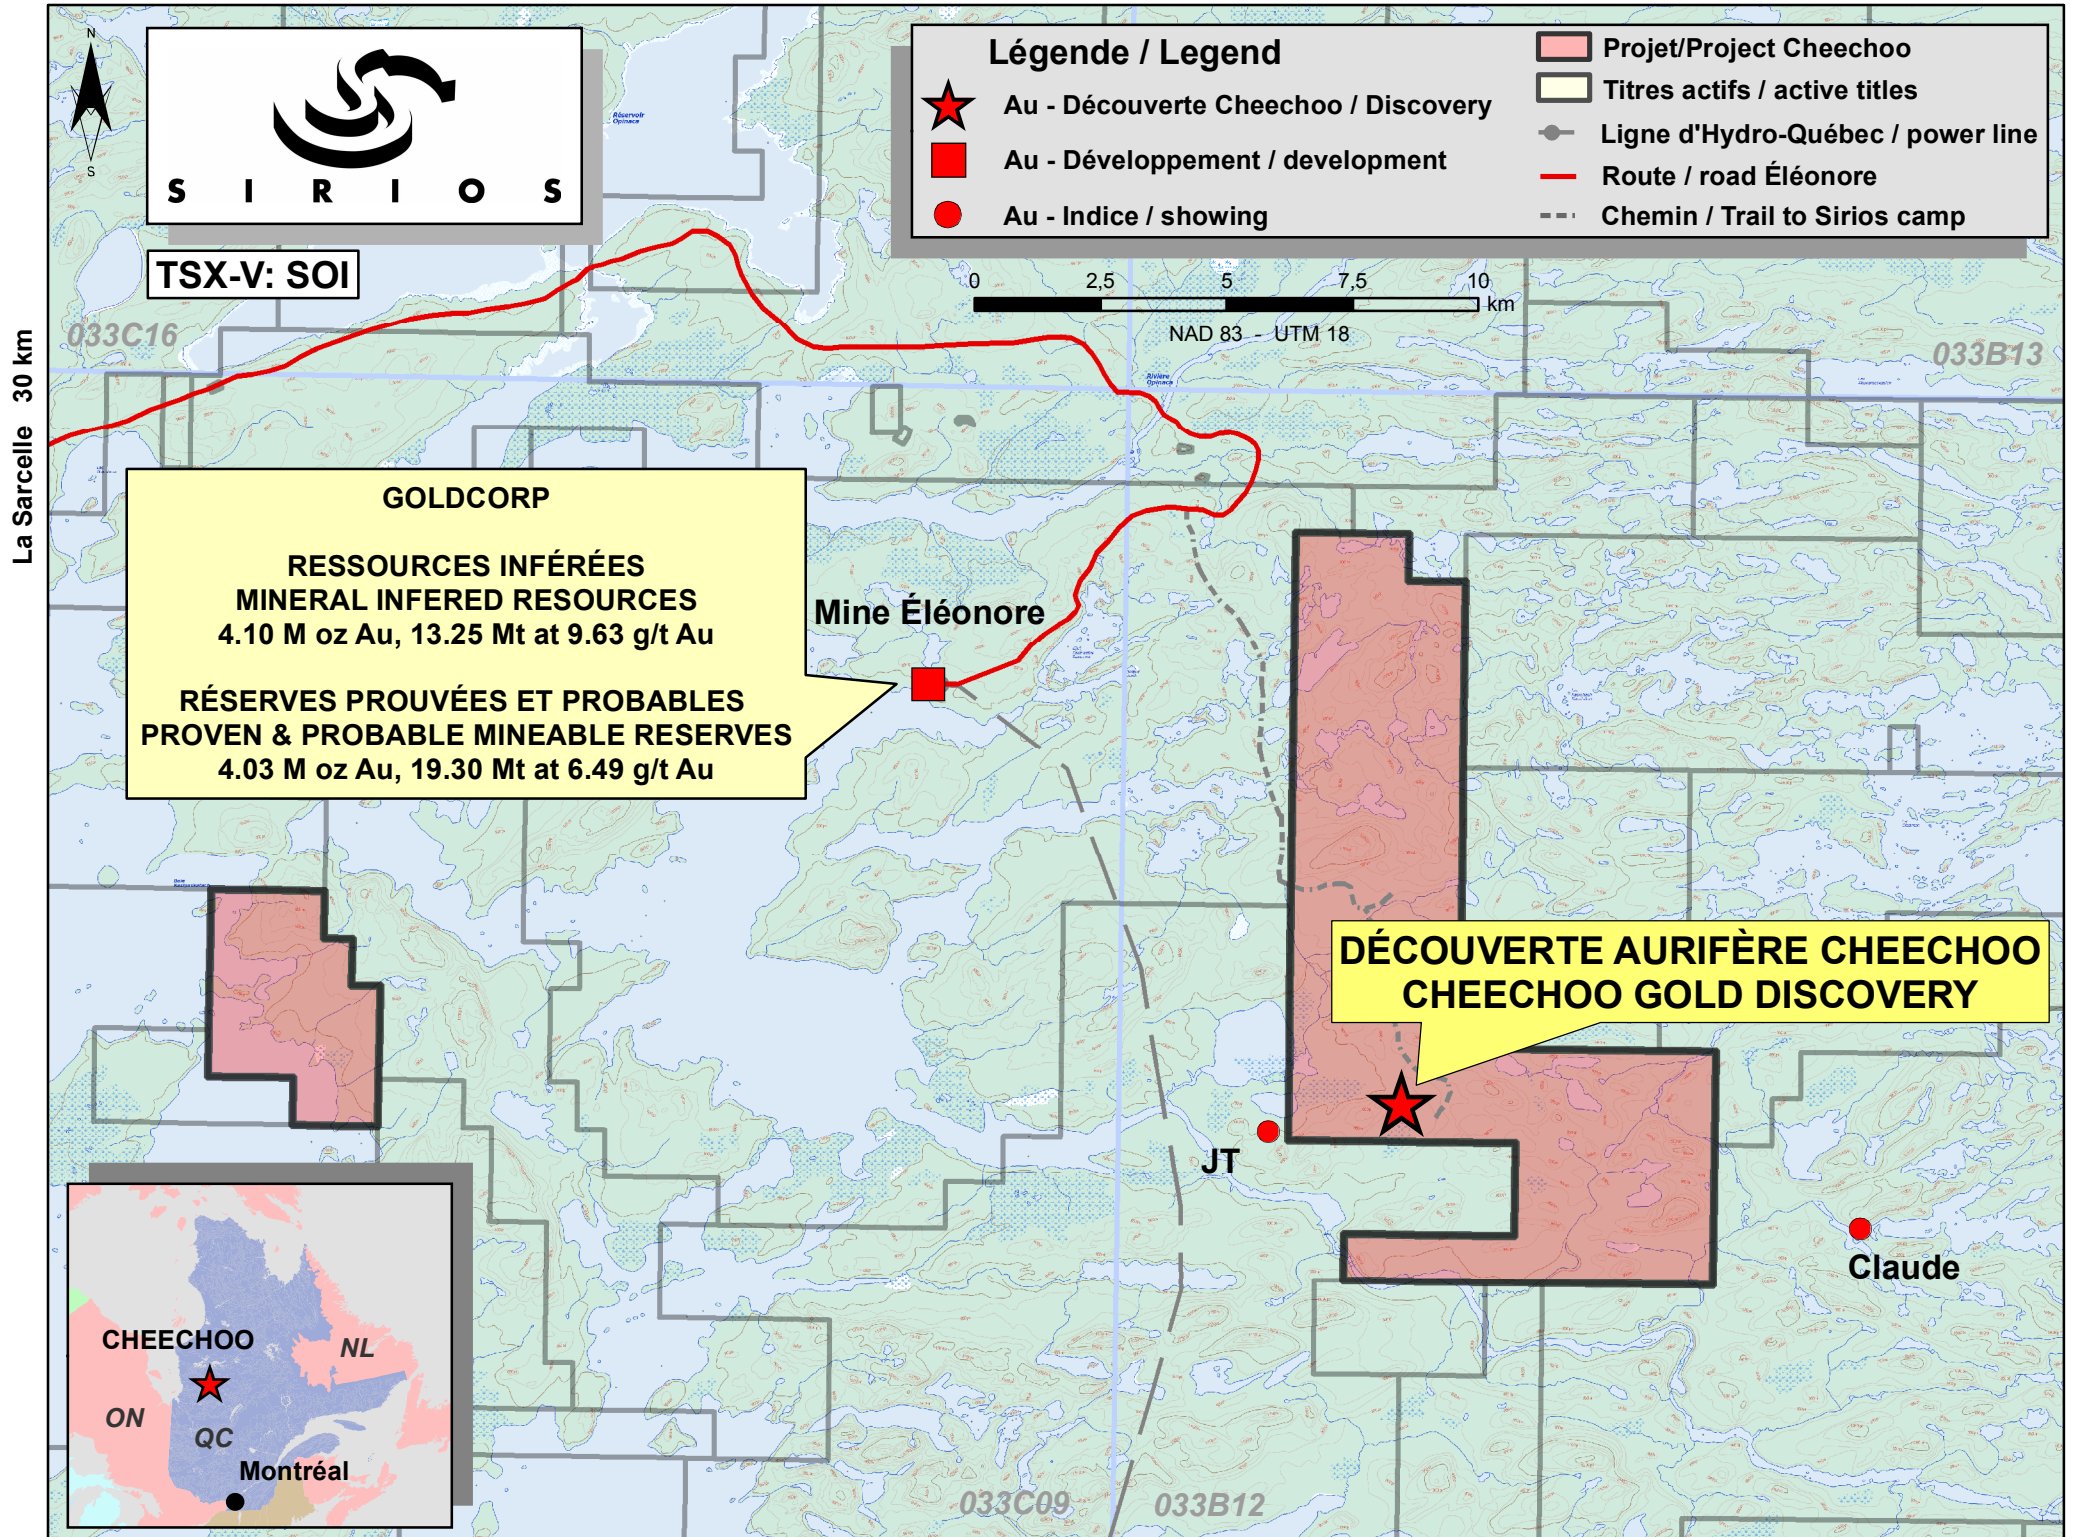 N
S
SIRIOS
TSX-V: SOI
Légende / Legend
Au - Découverte Cheechoo / Discovery
Au - Développement / development
Au - Indice / showing
Projet/Project Cheechoo
Titres actifs / active titles
Ligne d'Hydro-Québec / power line
Route / road Éléonore
Chemin / Trail to Sirios camp
0 2,5 5 7,5 10
km
NAD 83 - UTM 18
Réservoir
Opinaca
033C16
033B13
Rivière
Opinaca
La Sarcelle 30 km
GOLDCORP
RESSOURCES INFÉRÉES
MINERAL INFERED RESOURCES
4.10 M oz Au, 13.25 Mt at 9.63 g/t Au
RÉSERVES PROUVÉES ET PROBABLES
PROVEN & PROBABLE MINEABLE RESERVES
4.03 M oz Au, 19.30 Mt at 6.49 g/t Au
Mine Éléonore
DÉCOUVERTE AURIFÈRE CHEECHOO
CHEECHOO GOLD DISCOVERY
JT
Claude
CHEECHOO
NL
ON
QC
Montréal
033C09
033B12